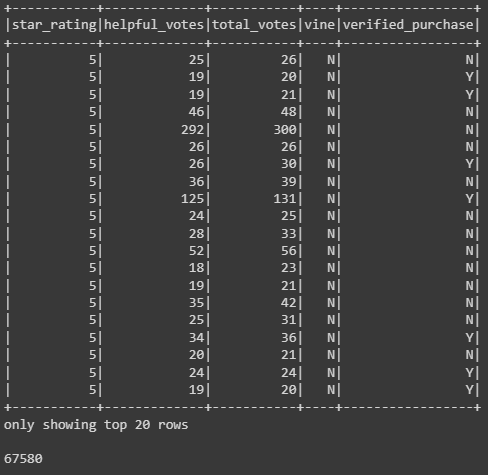 +-----------+-------------+-----------+----+-----------------+
|star_rating|helpful_votes|total_votes|vine|verified_purchase|
+-----------+-------------+-----------+----+-----------------+
|          5|           25|         26|   N|                N|
|          5|           19|         20|   N|                Y|
|          5|           19|         21|   N|                Y|
|          5|           46|         48|   N|                N|
|          5|          292|        300|   N|                N|
|          5|           26|         26|   N|                N|
|          5|           26|         30|   N|                Y|
|          5|           36|         39|   N|                N|
|          5|          125|        131|   N|                Y|
|          5|           24|         25|   N|                N|
|          5|           28|         33|   N|                N|
|          5|           52|         56|   N|                N|
|          5|           18|         23|   N|                N|
|          5|           19|         21|   N|                N|
|          5|           35|         42|   N|                N|
|          5|           25|         31|   N|                N|
|          5|           34|         36|   N|                Y|
|          5|           20|         21|   N|                N|
|          5|           24|         24|   N|                Y|
|          5|           19|         20|   N|                Y|
+-----------+-------------+-----------+----+-----------------+
only showing top 20 rows
67580